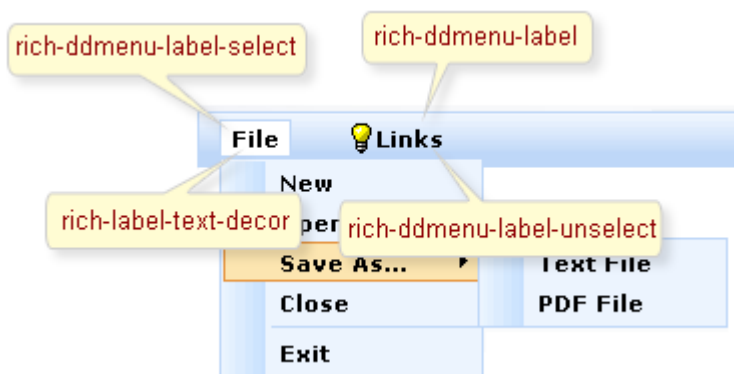 rich-ddmenu-label-select
rich-ddmenu-label
File
Links
New
rich-label-text-decor
rich-ddmenu-label-unselect
Save As...
Text File
Close
PDF File
Exit